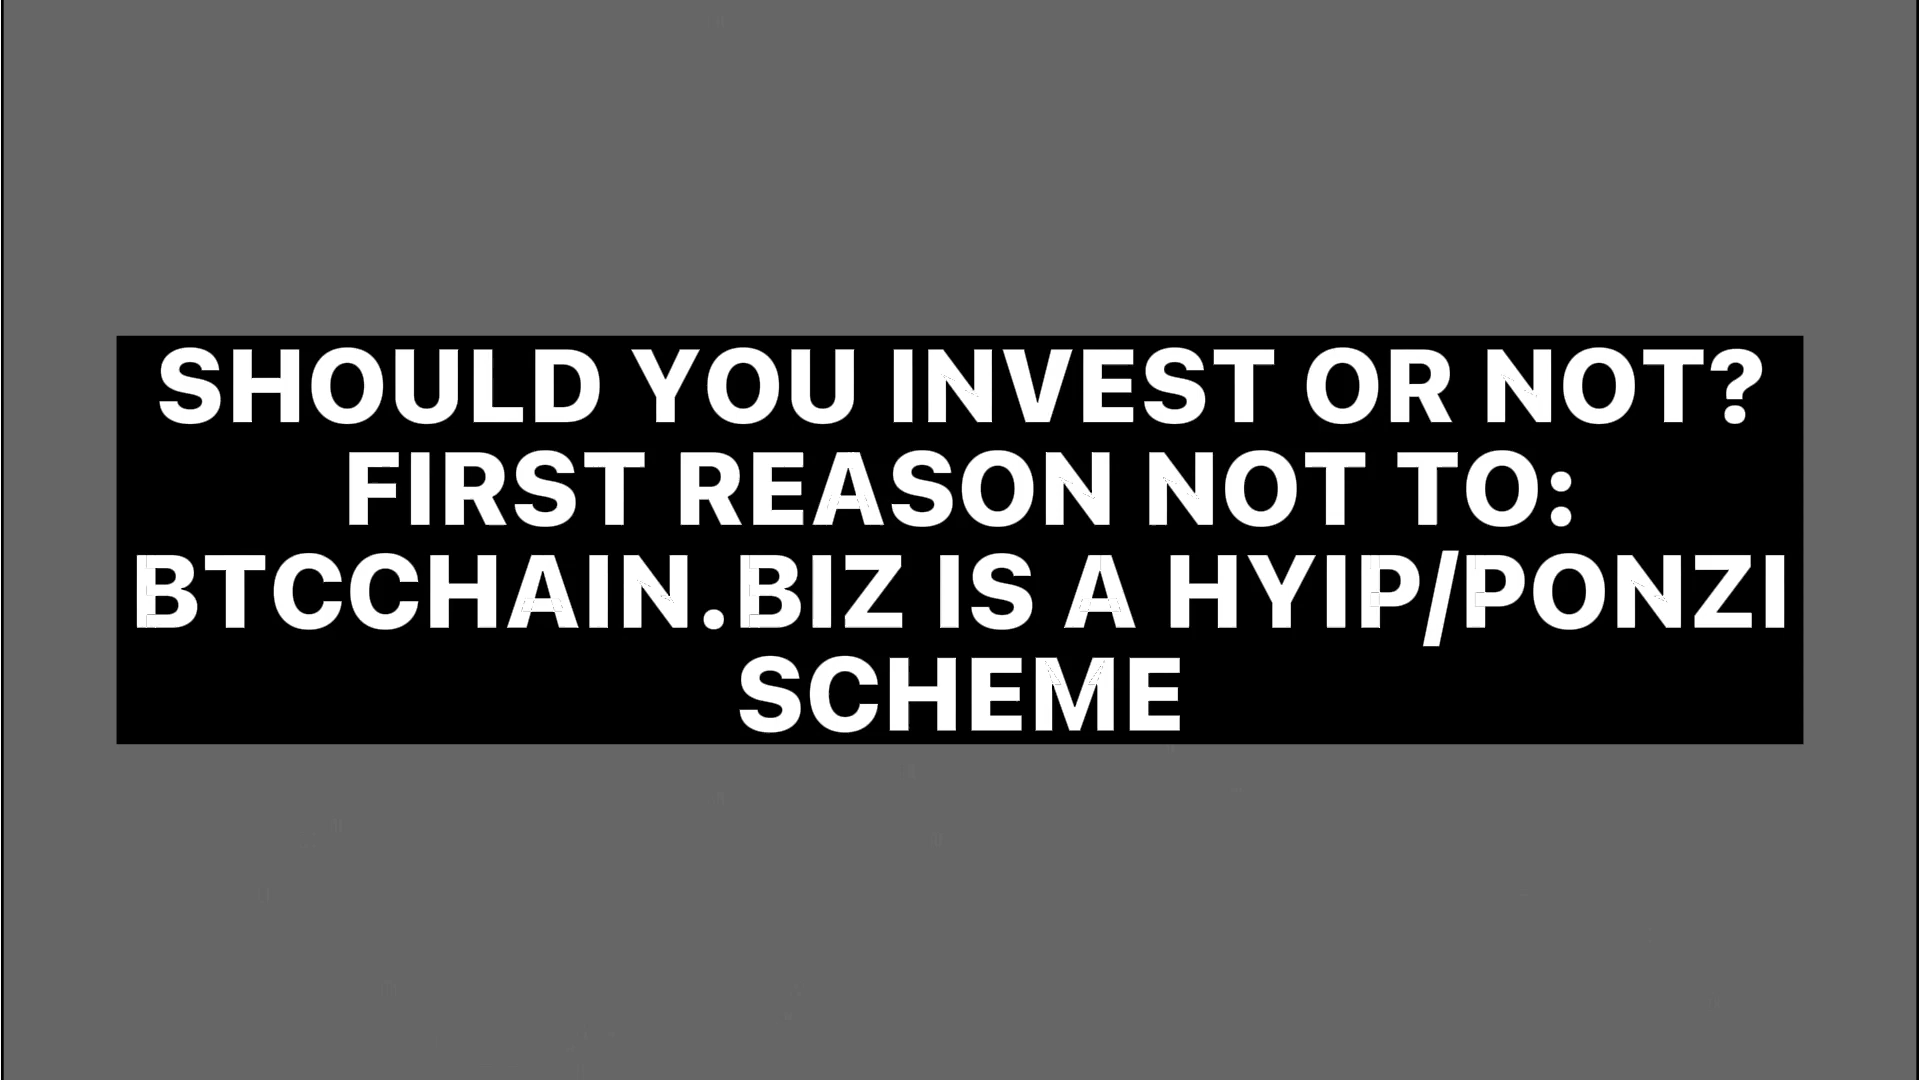 SHOULD YOU INVEST OR NOT?
FIRST REASON NOT TO:
BTCCHAIN.BIZ IS A HYIP/PONZI
SCHEME